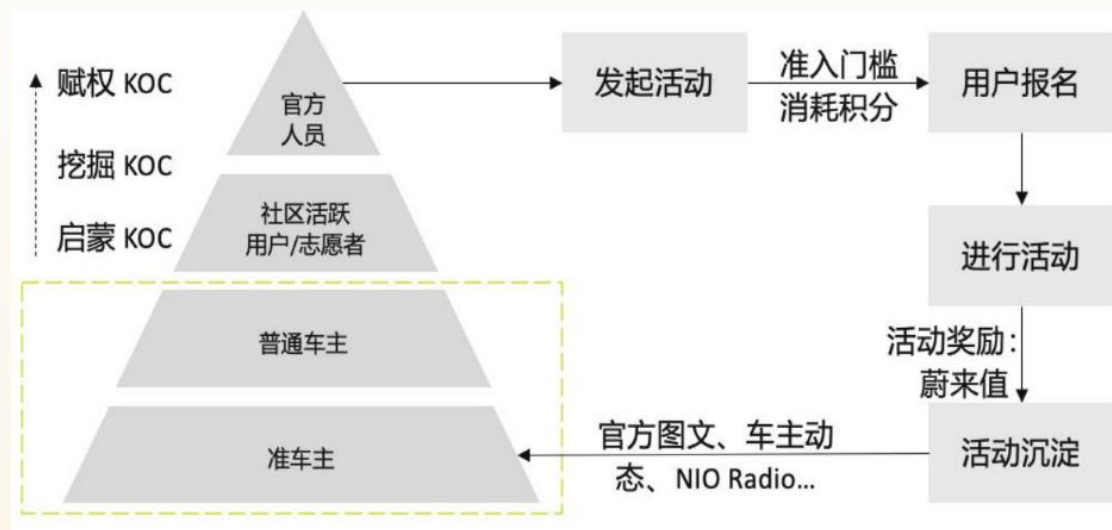 赋权 KOC
挖掘 KOC
启蒙 KOC
官方
人员
社区活跃
用户/志愿者
普通车主
准车主
发起活动
准入门槛
消耗积分
用户报名
进行活动
活动奖励：
蔚来值
活动沉淀
官方图文、车主动
态、NIO Radio...